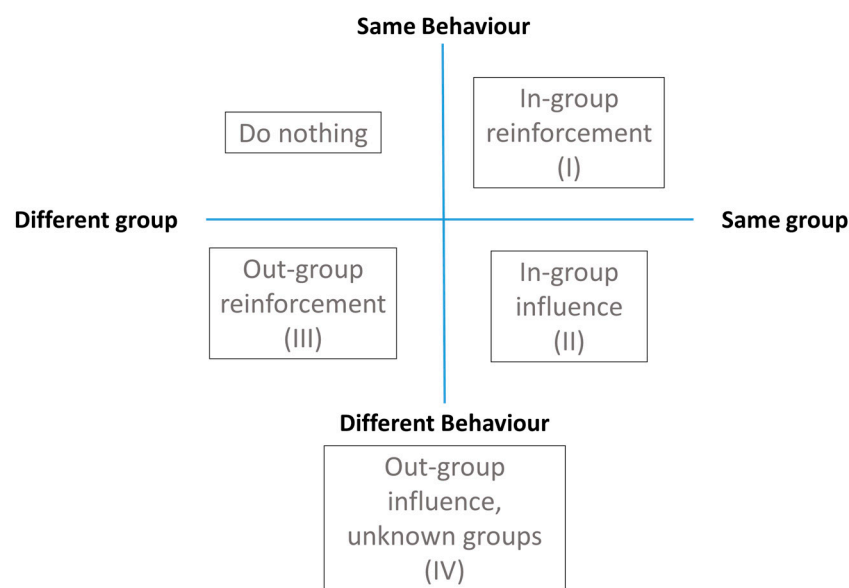 Same Behaviour
Do nothing
In-group
reinforcement
(I)
Different group
Same group
Out-group
reinforcement
(III)
In-group
influence
(II)
Different Behaviour
Out-group
influence,
unknown groups
(IV)